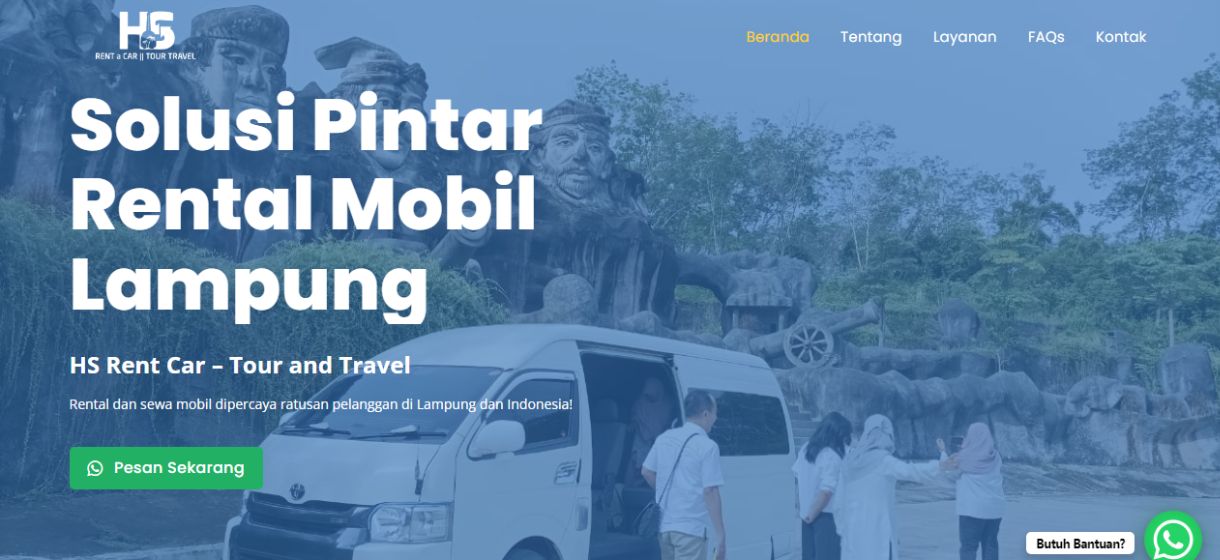 HS
RENT a CAR || TOUR TRAVEL
Beranda Tentang Layanan FAQs Kontak
Solusi Pintar
Rental Mobil
Lampung
HS Rent Car – Tour and Travel
Rental dan sewa mobil dipercaya ratusan pelanggan di Lampung dan Indonesia!
Pesan Sekarang
Butuh Bantuan?